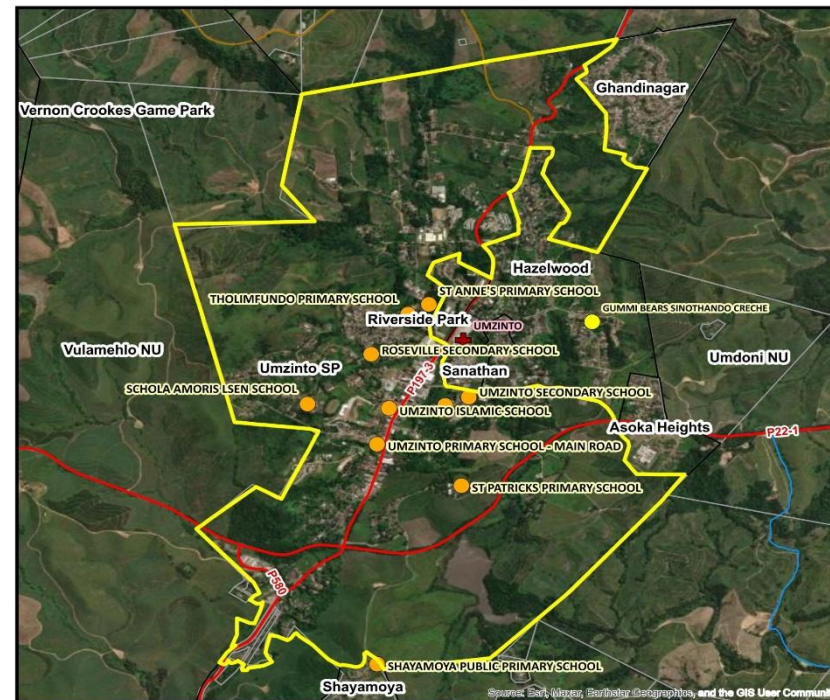 Ghandinagar
Vernon Crookes Game Park
Hazelwood
ST ANNE'S PRIMARY SCHOOL
THOLIMFUNDO PRIMARY SCHOOL
GUMMI BEARS SINOTHANDO CRECHE
Riverside Park
UMZINTO
Vulamehlo NU
ROSEVILLE SECONDARY SCHOOL
Umdoni NU
Umzinto SP
Sanathan
P197-3
SCHOLA AMORIS LSEN SCHOOL
UMZINTO SECONDARY SCHOOL
UMZINTO ISLAMIC SCHOOL
Asoka Heights
P22-1
UMZINTO PRIMARY SCHOOL - MAIN ROAD
ST PATRICKS PRIMARY SCHOOL
P580
SHAYAMOYA PUBLIC PRIMARY SCHOOL
Shayamoya
Source: Esri, Maxar, Earthstar Geographics, and the GIS User Communi